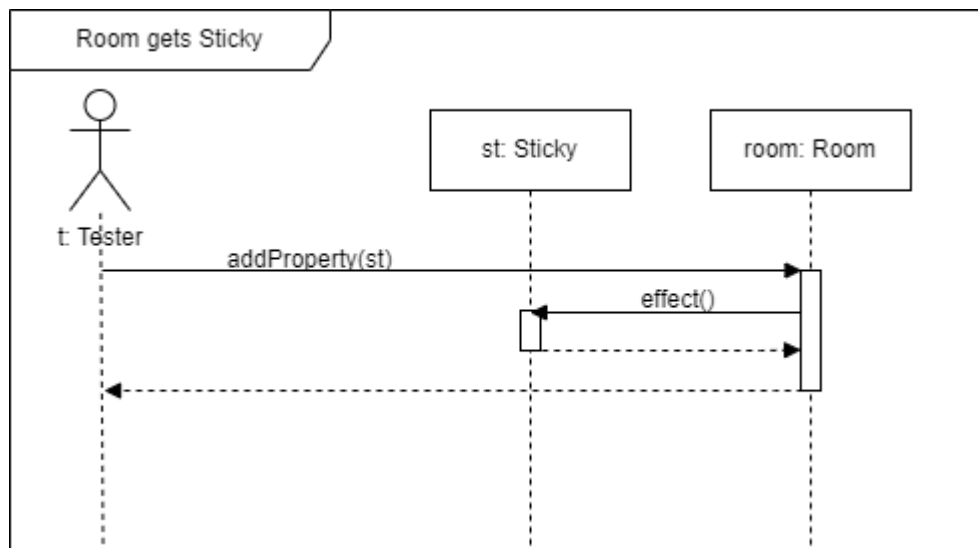 Room gets Sticky
st: Sticky
room: Room
t: Tester
addProperty(st)
effect()